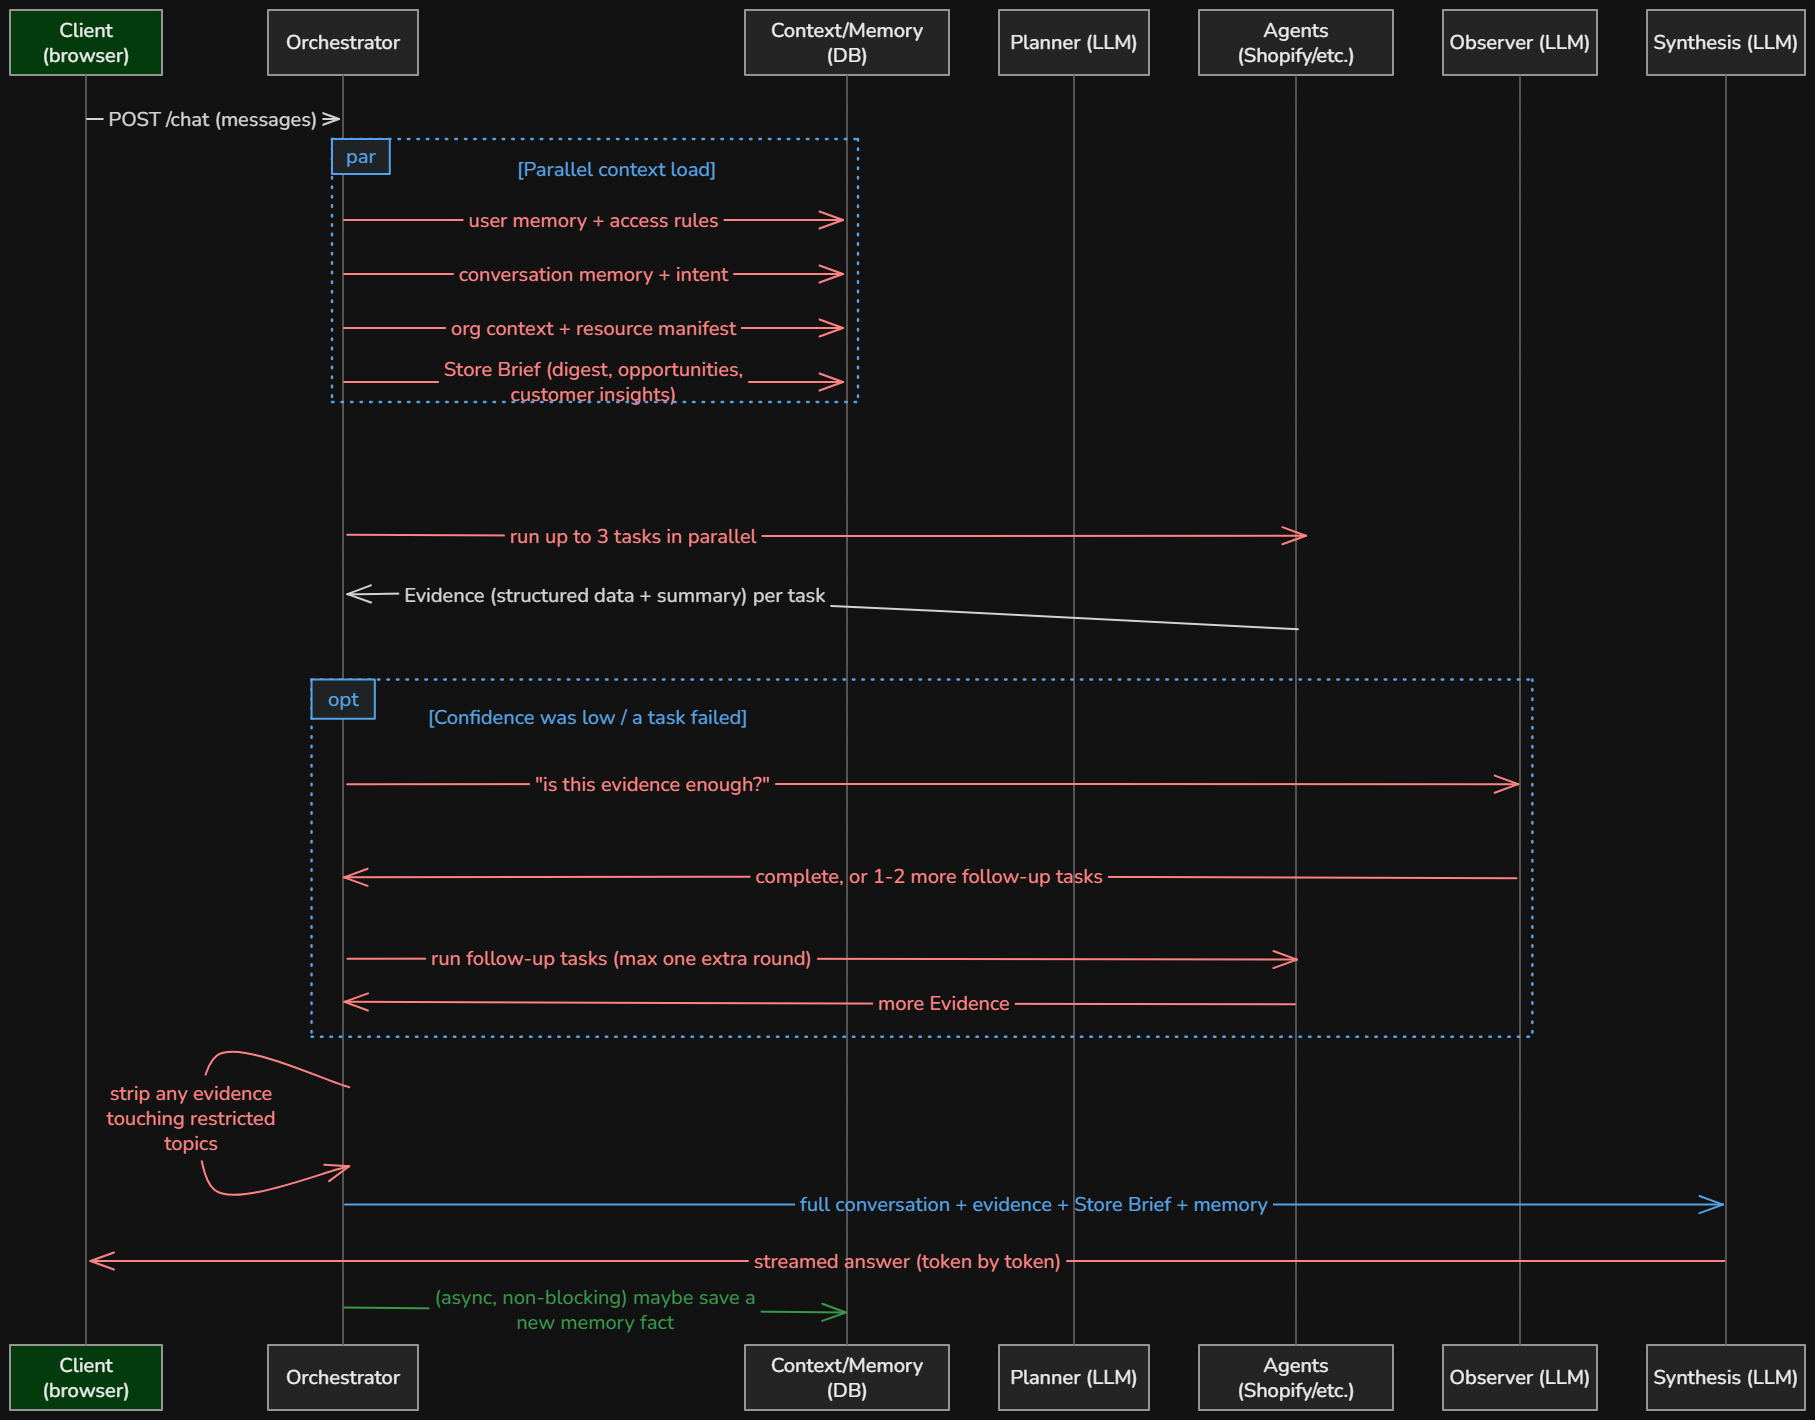 Client
(browser)
Orchestrator
Context/Memory
(DB)
Planner (LLM)
Agents
(Shopify/etc.)
Observer (LLM)
Synthesis (LLM)
POST /chat (messages)
par
[Parallel context load]
user memory + access rules
conversation memory + intent
org context + resource manifest
Store Brief (digest, opportunities,
customer insights)
run up to 3 tasks in parallel
Evidence (structured data + summary) per task
opt
[Confidence was low / a task failed]
"is this evidence enough?"
complete, or 1-2 more follow-up tasks
run follow-up tasks (max one extra round)
more Evidence
strip any evidence
touching restricted
topics
full conversation + evidence + Store Brief + memory
streamed answer (token by token)
(async, non-blocking) maybe save a
new memory fact
Client
(browser)
Orchestrator
Context/Memory
(DB)
Planner (LLM)
Agents
(Shopify/etc.)
Observer (LLM)
Synthesis (LLM)